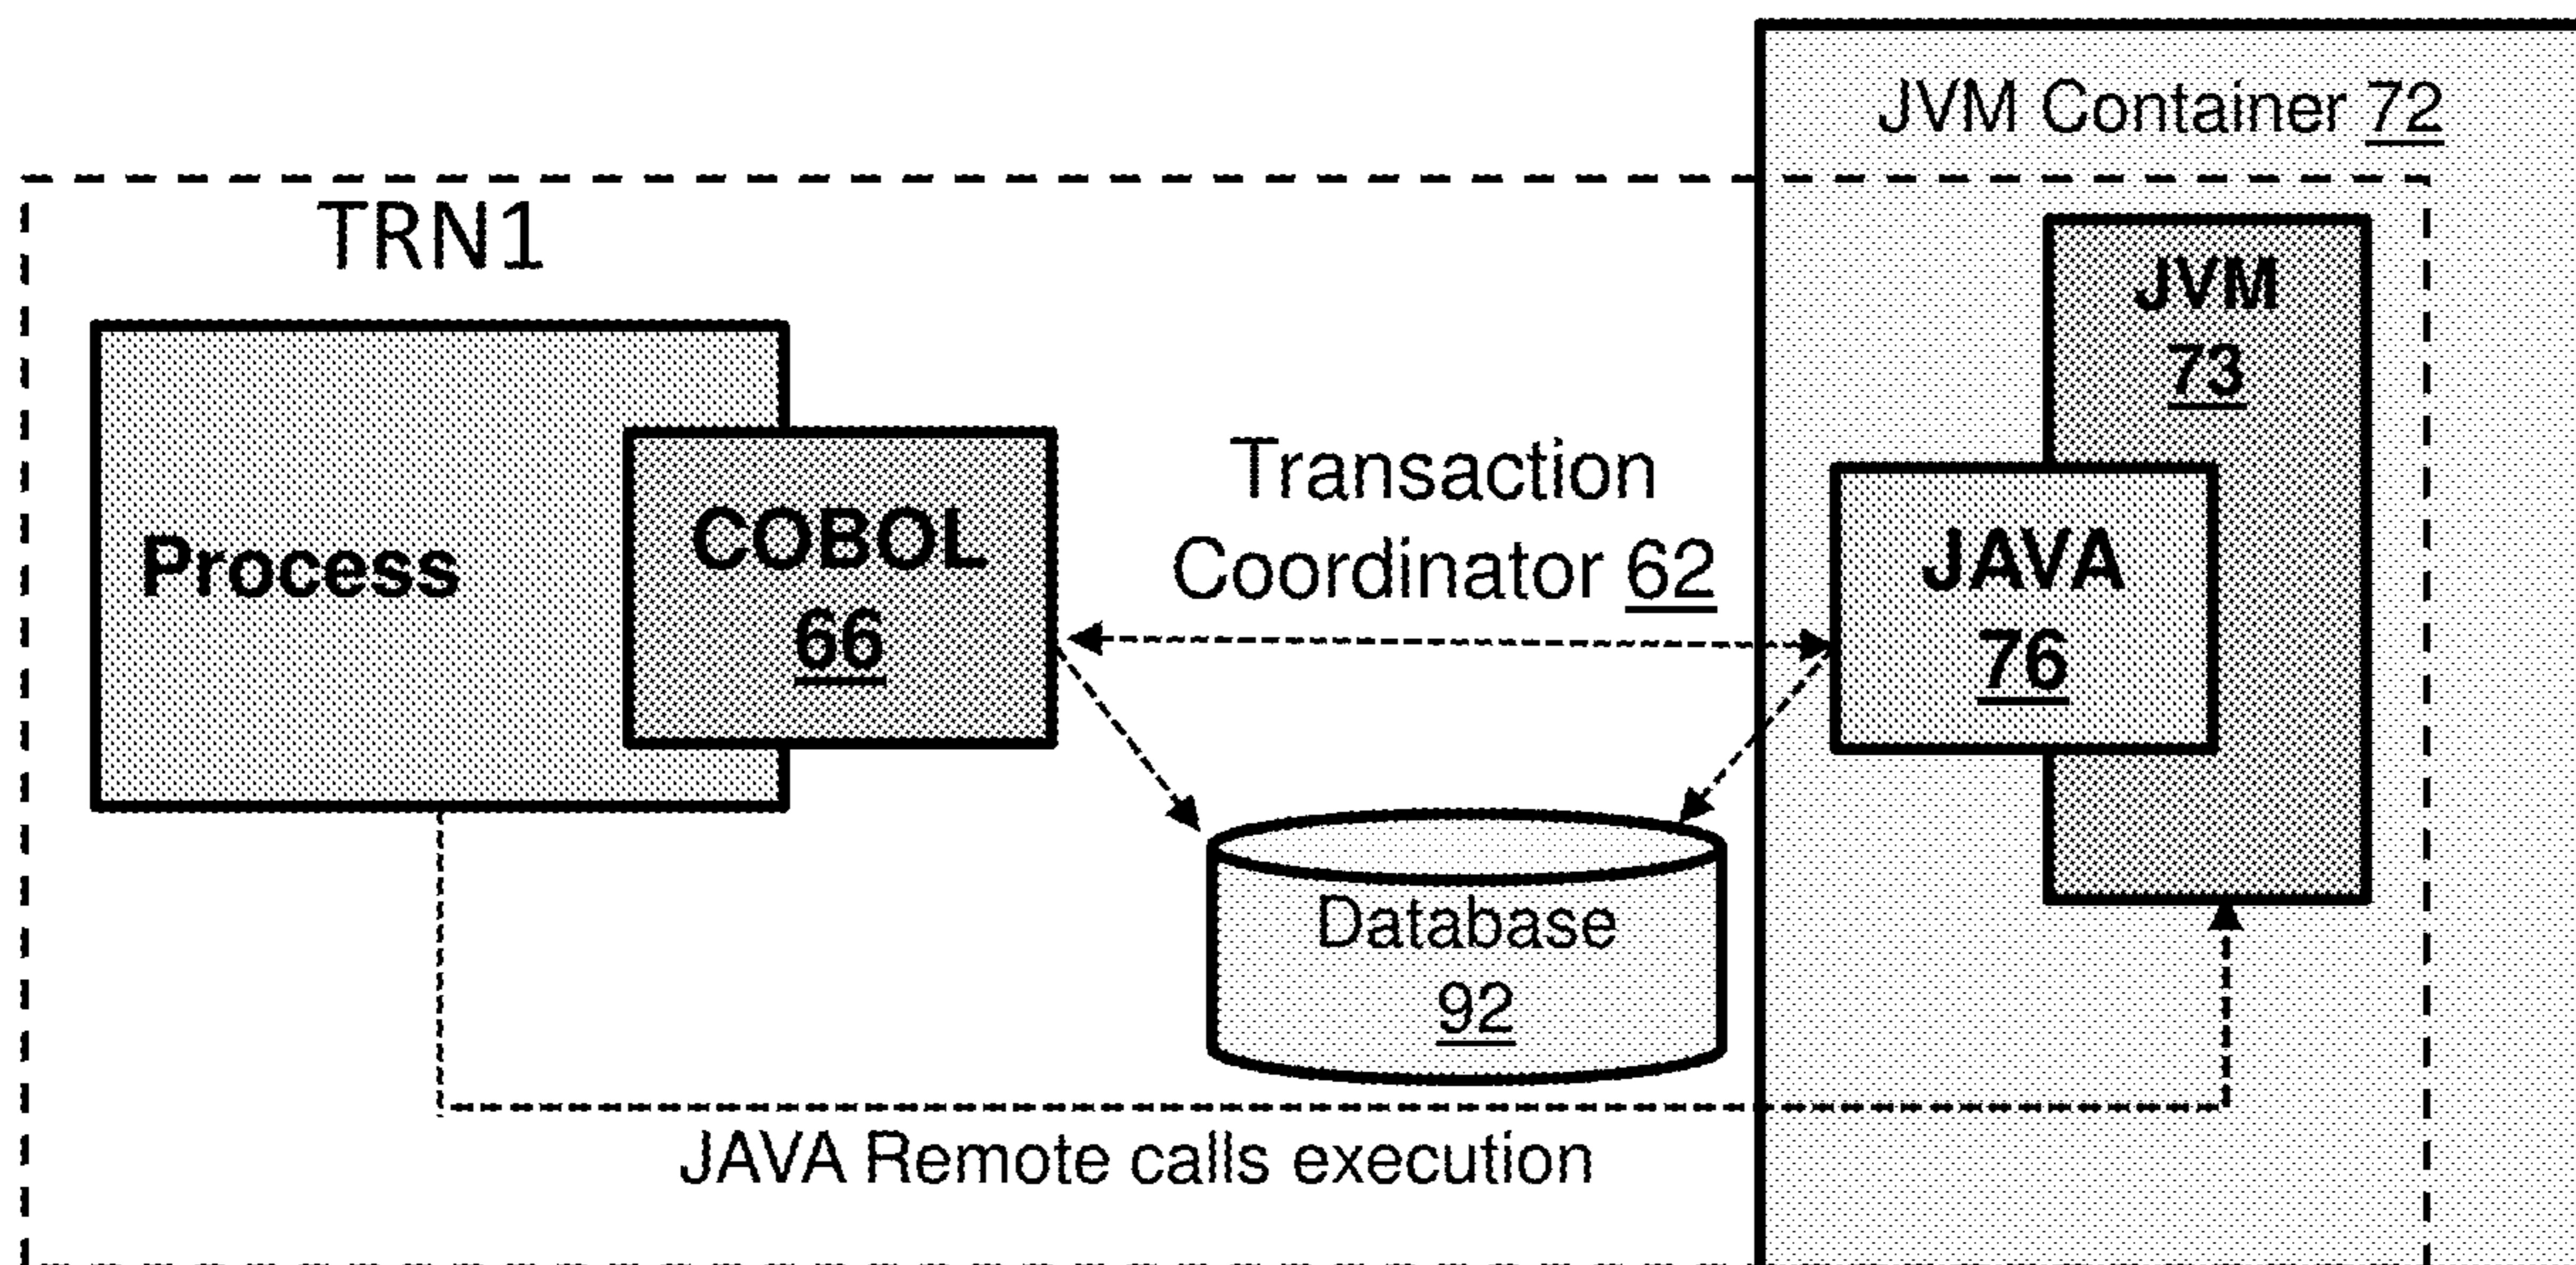 JVM Container 72
TRN1
JVM
73
Process
COBOL
66
Transaction
Coordinator 62
JAVA
76
Database
92
JAVA Remote calls execution